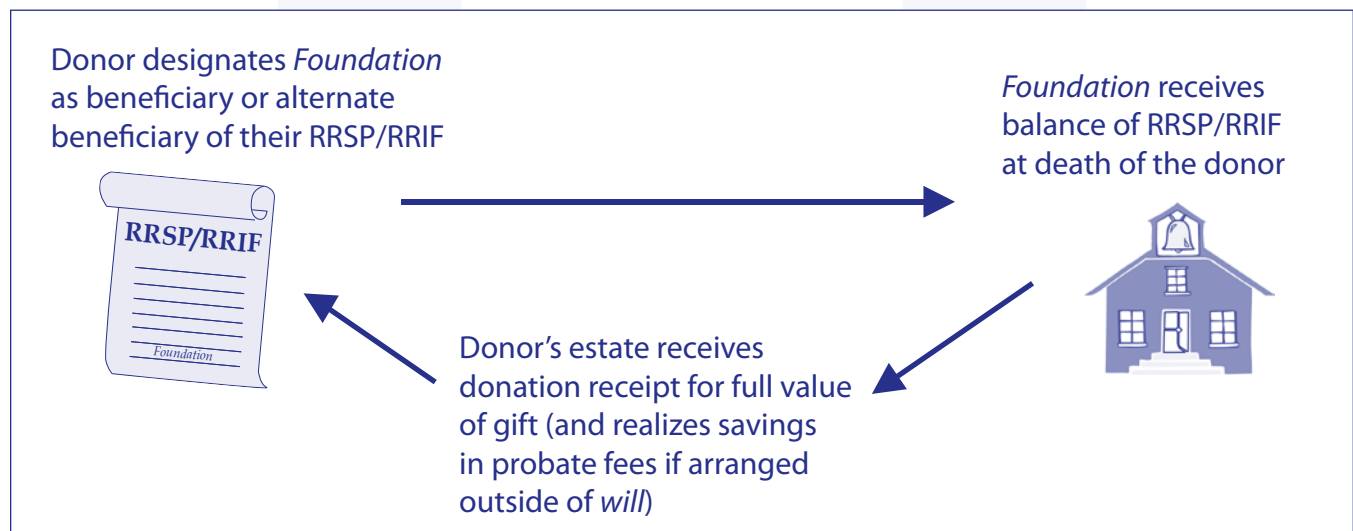 Donor designates Foundation
as beneficiary or alternate
beneficiary of their RRSP/RRIF
RRSP/RRIF
Foundation
Foundation receives
balance of RRSP/RRIF
at death of the donor
Donor’s estate receives
donation receipt for full value
of gift (and realizes savings
in probate fees if arranged
outside of will)